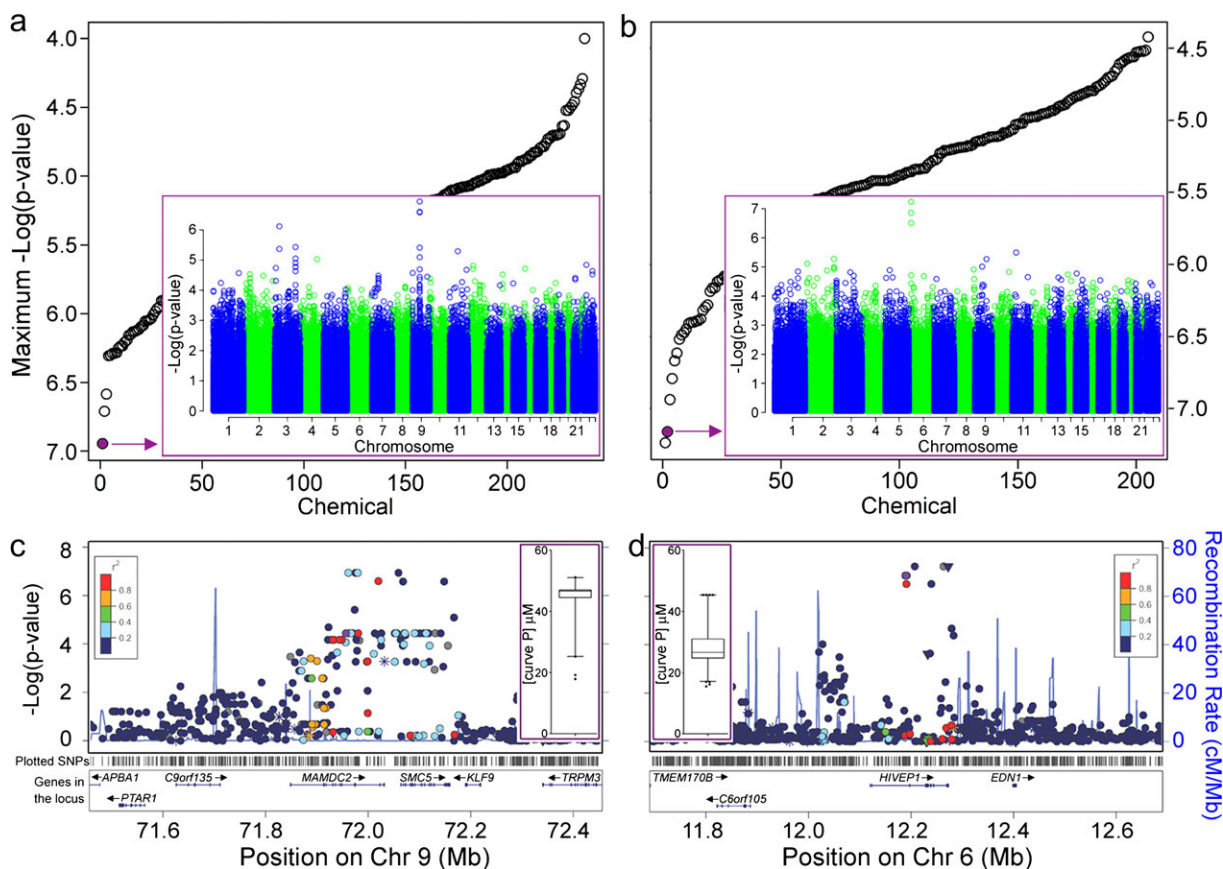 a
b
4.0
4.5
5.0
5.5
6.0
6.5
7.0
Maximum -Log(p-value)
4.5
5.0
5.5
6.0
6.5
7.0
6
5
4
3
2
1
0
-Log(p-value)
1 2 3 4 5 6 7 8 9 11 13 15 18 21
Chromosome
7
6
5
4
3
2
1
0
-Log(p-value)
1 2 3 4 5 6 7 8 9 11 13 15 18 21
Chromosome
0 50 100 150 200
Chemical
0 50 100 150 200
Chemical
c
d
8
6
4
2
0
-Log(p-value)
r²
0.8
0.6
0.4
0.2
60
40
20
0
[curve P] µM
60
40
20
0
[curve P] µM
r²
0.8
0.6
0.4
0.2
80
60
40
20
0
Recombination Rate (cM/Mb)
Plotted SNPs
Genes in
the locus
APBA1
C9orf135
MAMDC2
SMC5
KLF9
TRPM3
PTAR1
TMEM170B
HIVEP1
EDN1
C6orf105
71.6 71.8 72.0 72.2 72.4
Position on Chr 9 (Mb)
11.8 12.0 12.2 12.4 12.6
Position on Chr 6 (Mb)